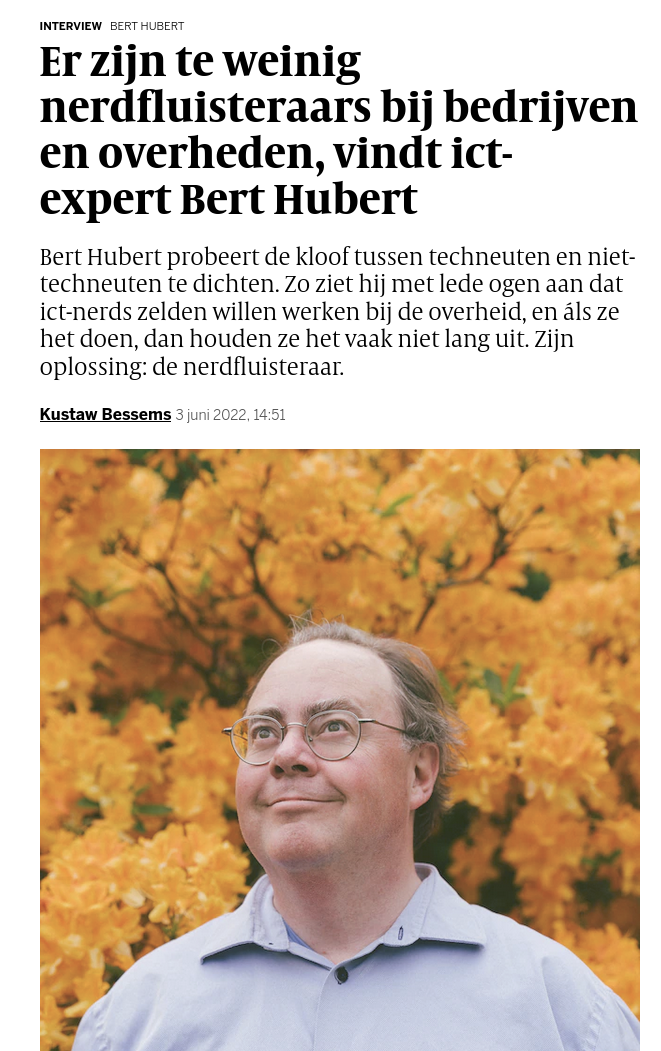 INTERVIEW BERT HUBERT
Er zijn te weinig
nerdfluisteraars bij bedrijven
en overheden, vindt ict-
expert Bert Hubert
Bert Hubert probeert de kloof tussen techneuten en niet-
techneuten te dichten. Zo ziet hij met lede ogen aan dat
ict-nerds zelden willen werken bij de overheid, en áls ze
het doen, dan houden ze het vaak niet lang uit. Zijn
oplossing: de nerdfluisteraar.
Kustaw Bessems 3 juni 2022, 14:51